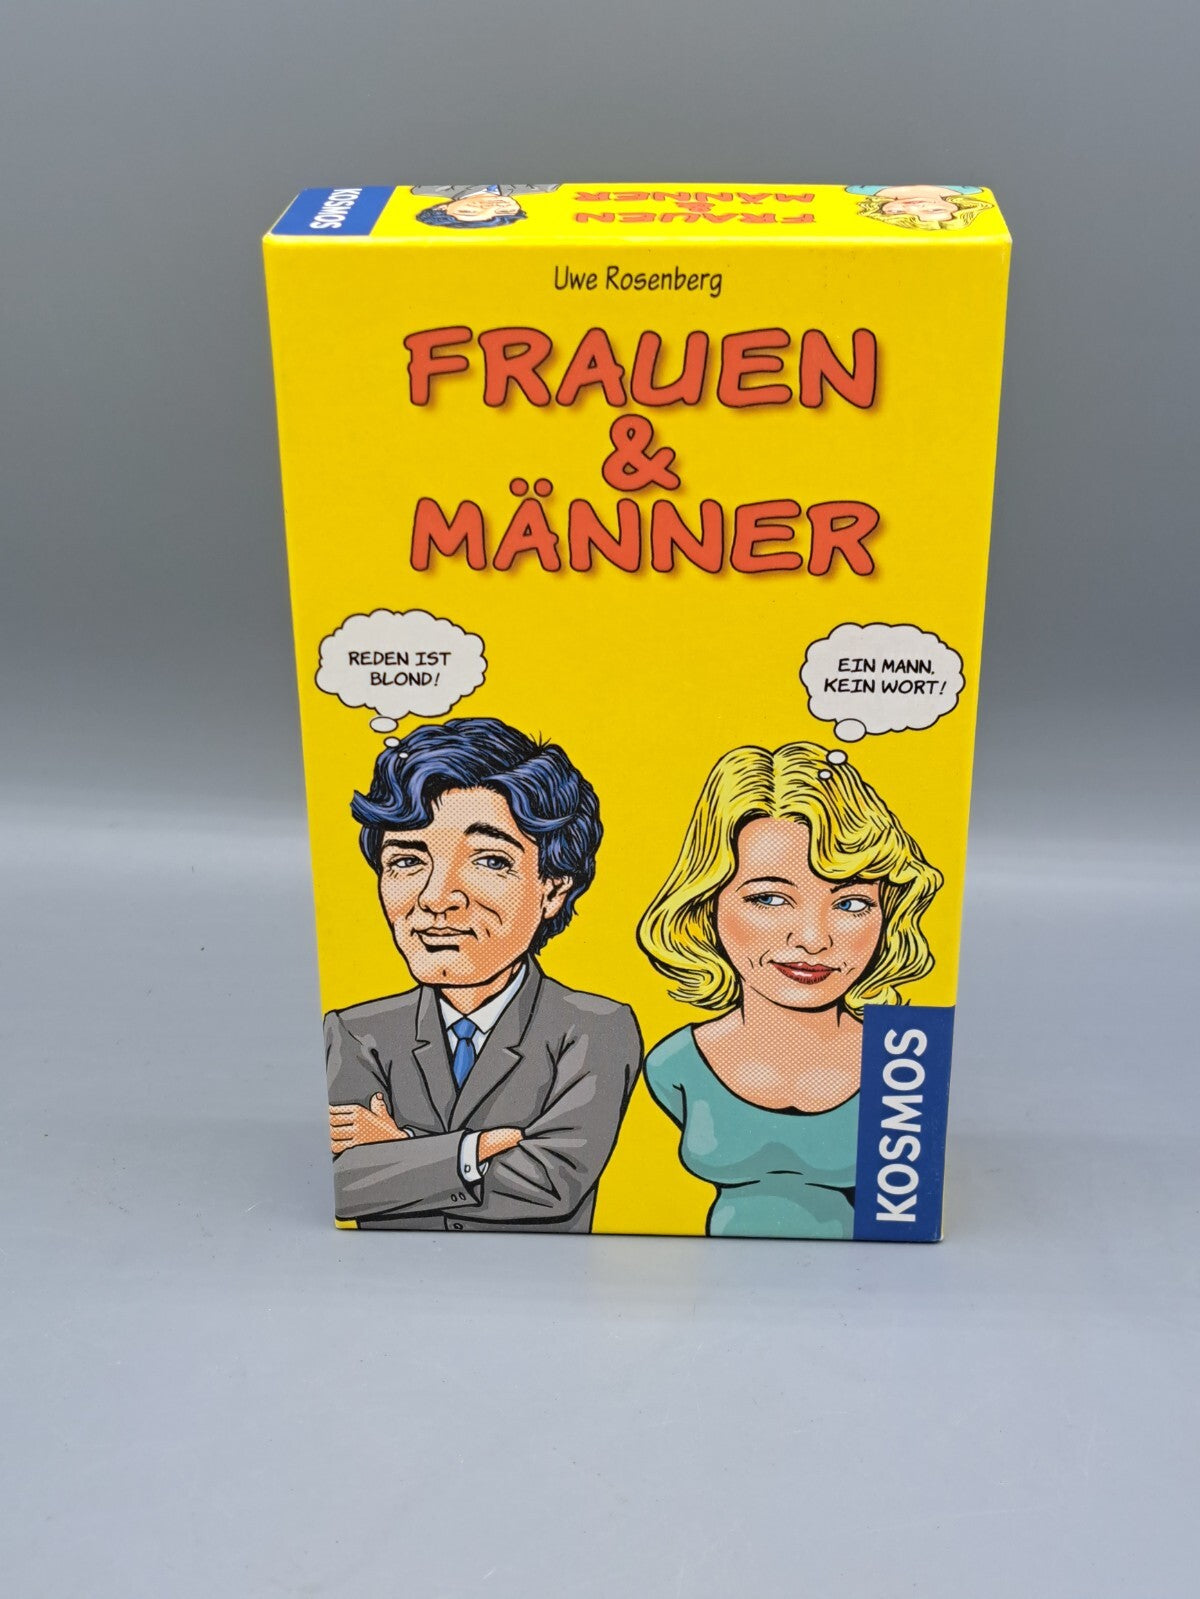 KOSMOS
FRAUEN
&
MÄNNER
Uwe Rosenberg
FRAUEN
&
MÄNNER
REDEN IST
BLOND!
EIN MANN,
KEIN WORT!
KOSMOS